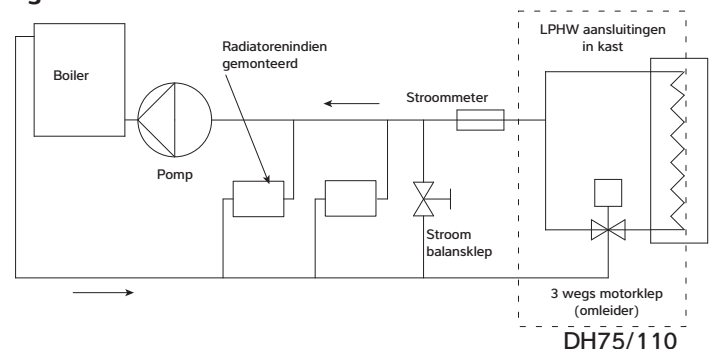 g
LPHW aansluitingen
in kast
Radiatorenindien
gemonteerd
Boiler
Stroommeter
Pomp
Stroom
balansklep
3 wegs motorklep
(omleider)
DH75/110